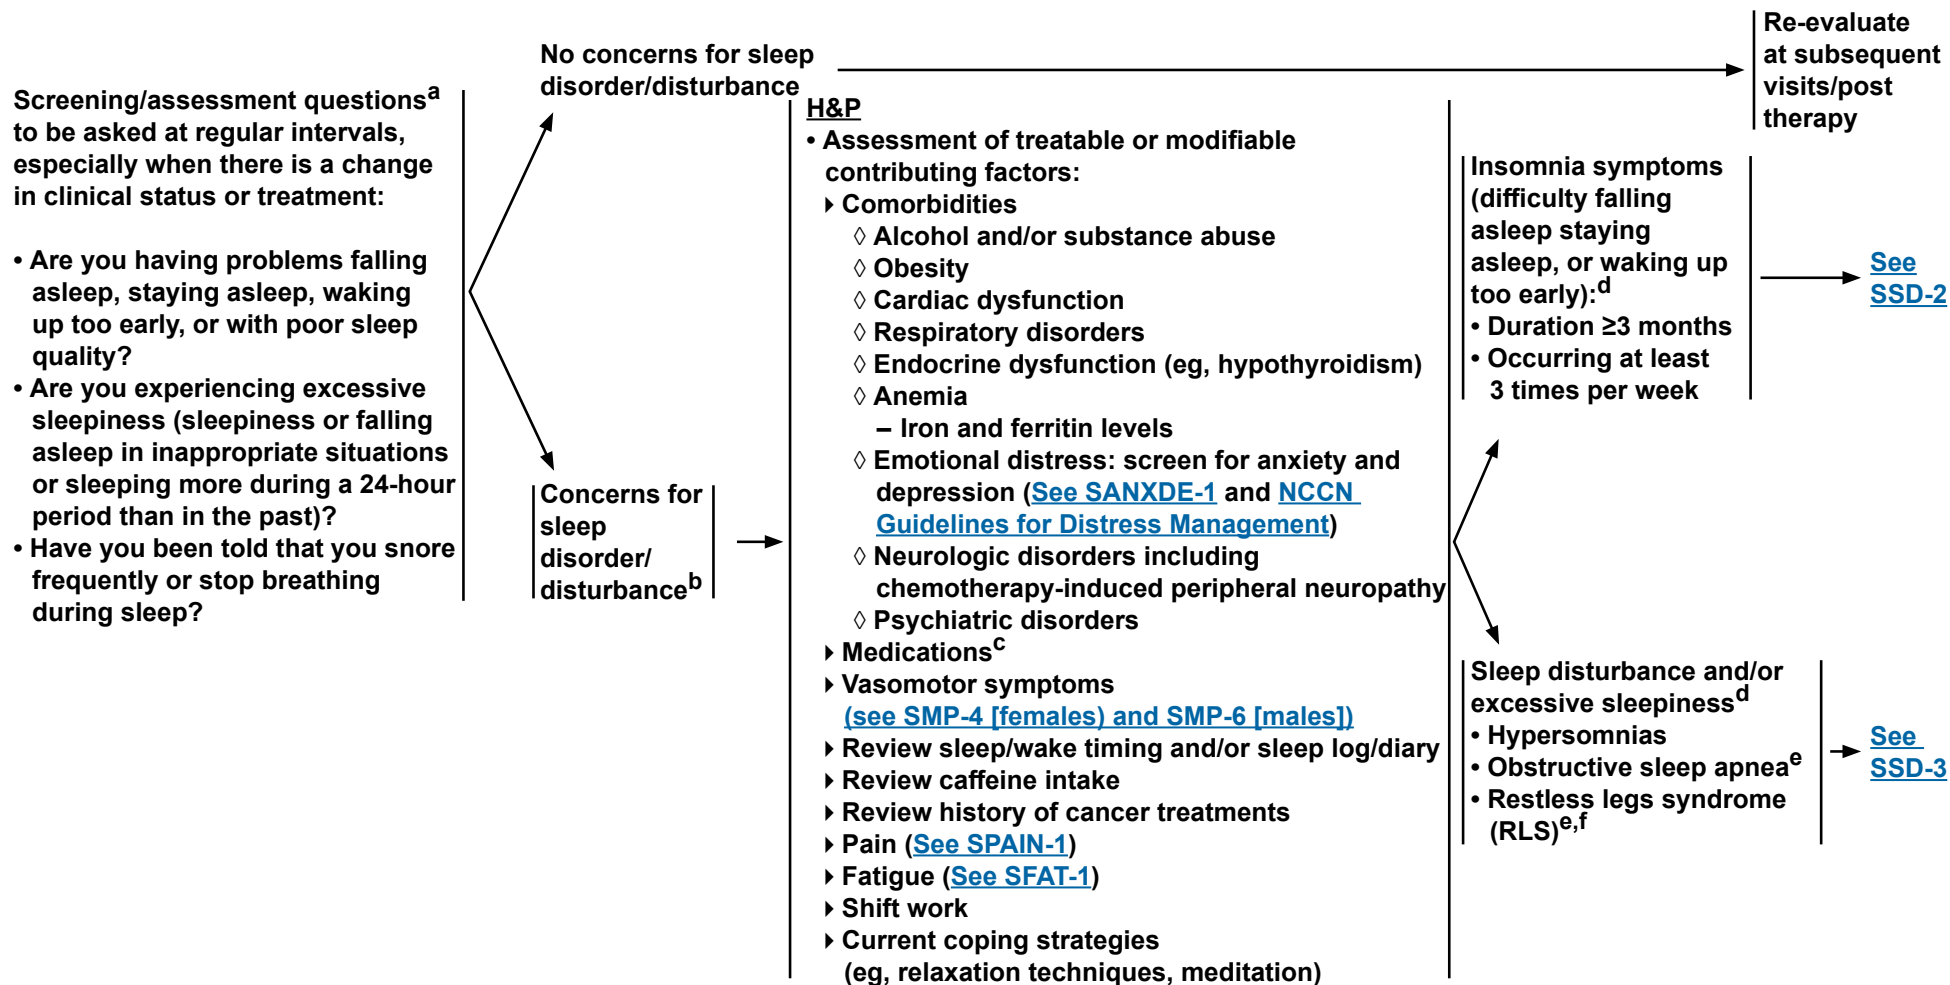 Screening/assessment questionsa
to be asked at regular intervals,
especially when there is a change
in clinical status or treatment:
• Are you having problems falling
asleep, staying asleep, waking
up too early, or with poor sleep
quality?
• Are you experiencing excessive
sleepiness (sleepiness or falling
asleep in inappropriate situations
or sleeping more during a 24-hour
period than in the past)?
• Have you been told that you snore
frequently or stop breathing
during sleep?
No concerns for sleep
disorder/disturbance
Re-evaluate
at subsequent
visits/post
therapy
Concerns for
sleep
disorder/
disturbanceb
H&P
• Assessment of treatable or modifiable
contributing factors:
▸ Comorbidities
◊ Alcohol and/or substance abuse
◊ Obesity
◊ Cardiac dysfunction
◊ Respiratory disorders
◊ Endocrine dysfunction (eg, hypothyroidism)
◊ Anemia
– Iron and ferritin levels
◊ Emotional distress: screen for anxiety and
depression (See SANXDE-1 and NCCN
Guidelines for Distress Management)
◊ Neurologic disorders including
chemotherapy-induced peripheral neuropathy
◊ Psychiatric disorders
▸ Medicationsc
▸ Vasomotor symptoms
(see SMP-4 [females) and SMP-6 [males])
▸ Review sleep/wake timing and/or sleep log/diary
▸ Review caffeine intake
▸ Review history of cancer treatments
▸ Pain (See SPAIN-1)
▸ Fatigue (See SFAT-1)
▸ Shift work
▸ Current coping strategies
(eg, relaxation techniques, meditation)
Insomnia symptoms
(difficulty falling
asleep staying
asleep, or waking up
too early):d
• Duration ≥3 months
• Occurring at least
3 times per week
See
SSD-2
Sleep disturbance and/or
excessive sleepinessd
• Hypersomnias
• Obstructive sleep apneae
• Restless legs syndrome
(RLS)e,f
See
SSD-3